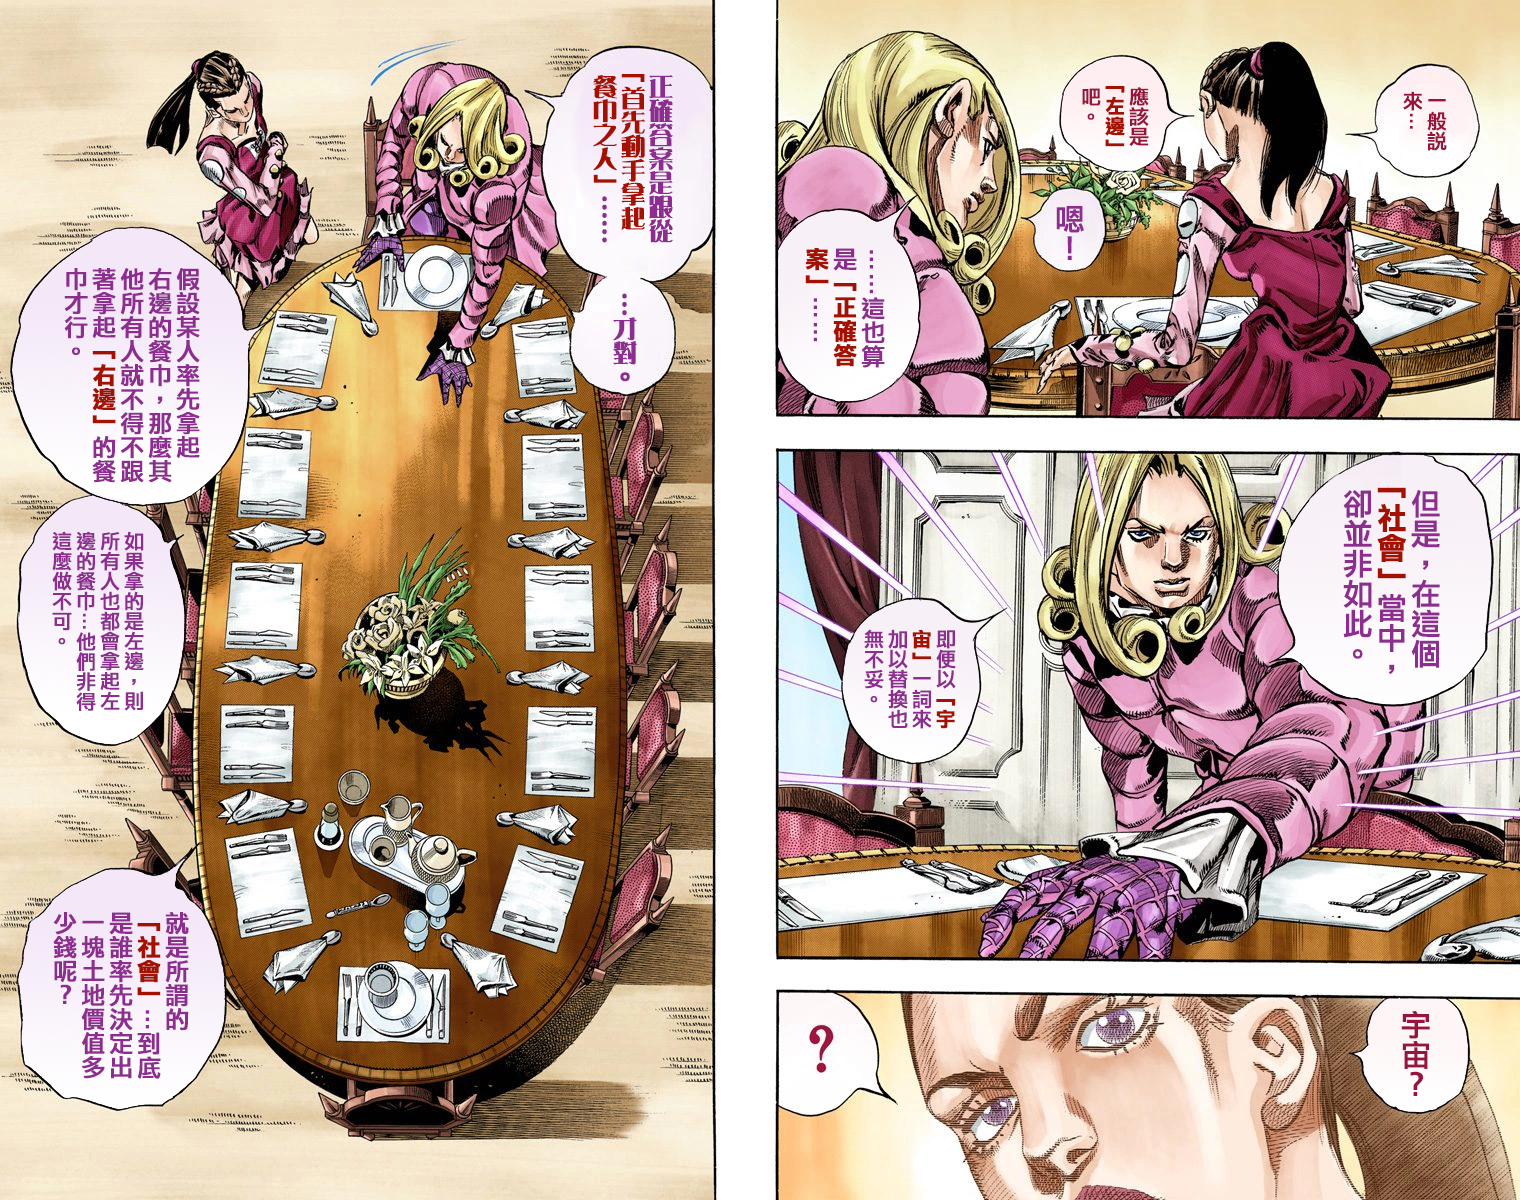 一般說
來…
應該是
「左邊」
吧。
嗯！
……這也算
是「正確答
案」……
但是，在這個
「社會」當中，
卻並非如此。
即便以「宇
宙」一詞來
加以替換也
無不妥。
宇宙？
？
正確答案是跟從
「首先動手拿起
餐巾之人」……
…才對。
假設某人率先拿起
右邊的餐巾，那麼其
他所有人就不得不跟
著拿起「右邊」的餐
巾才行。
如果拿的是左邊，則
所有人也都會拿起左
邊的餐巾…他們非得
這麼做不可。
就是所謂的
「社會」…到底
是誰率先決定出
一塊土地價值多
少錢呢？